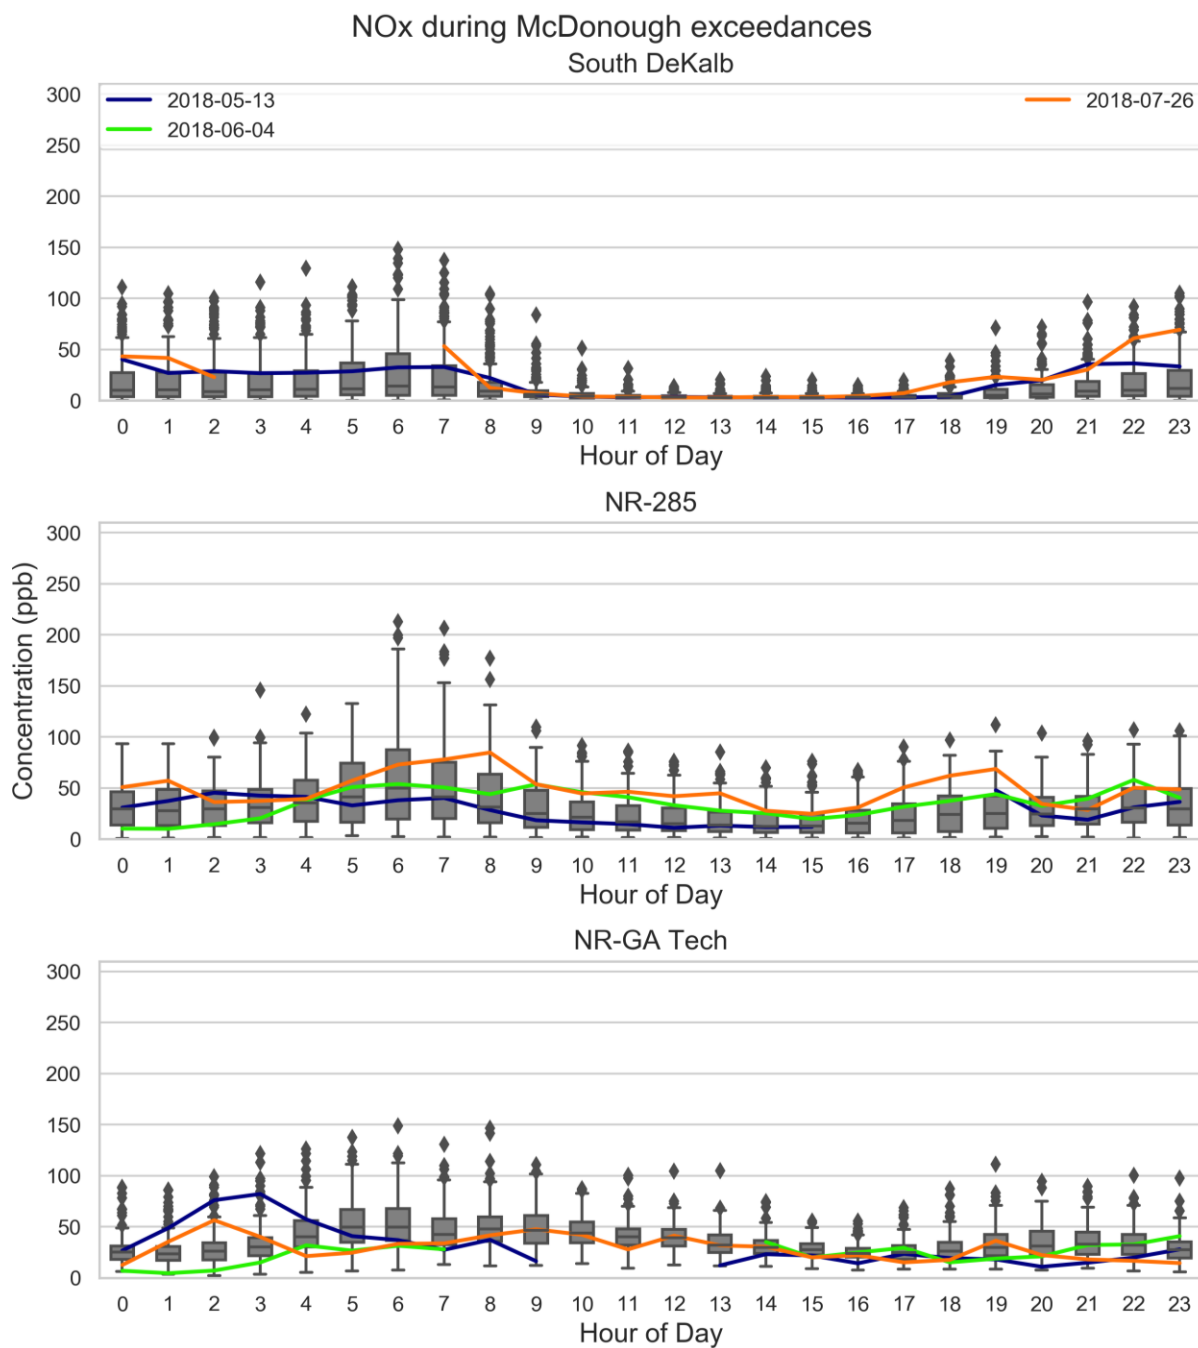 NOx during McDonough exceedances
South DeKalb
300
250
200
150
100
50
0
2018-05-13
2018-06-04
2018-07-26
0 1 2 3 4 5 6 7 8 9 10 11 12 13 14 15 16 17 18 19 20 21 22 23
Hour of Day
NR-285
Concentration (ppb)
300
250
200
150
100
50
0
0 1 2 3 4 5 6 7 8 9 10 11 12 13 14 15 16 17 18 19 20 21 22 23
Hour of Day
NR-GA Tech
300
250
200
150
100
50
0
0 1 2 3 4 5 6 7 8 9 10 11 12 13 14 15 16 17 18 19 20 21 22 23
Hour of Day